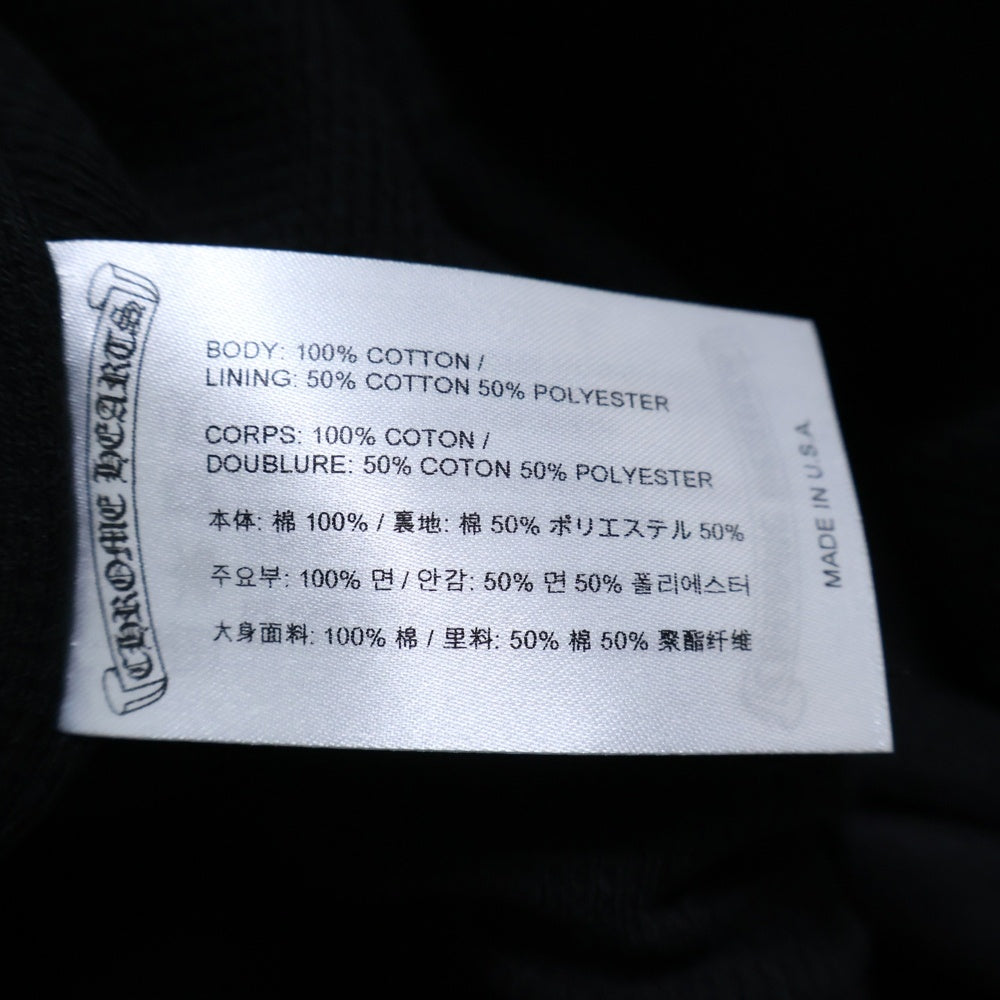 CHROME HEARTS
BODY: 100% COTTON /
LINING: 50% COTTON 50% POLYESTER
CORPS: 100% COTON /
DOUBLURE: 50% COTON 50% POLYESTER
本体: 棉 100% / 裏地: 棉 50% ポリエステル 50%
주요부: 100% 면 / 안감: 50% 면 50% 폴리에스터
大身面料: 100% 棉 / 里料: 50% 棉 50% 聚酯纤维
MADE IN U.S.A.